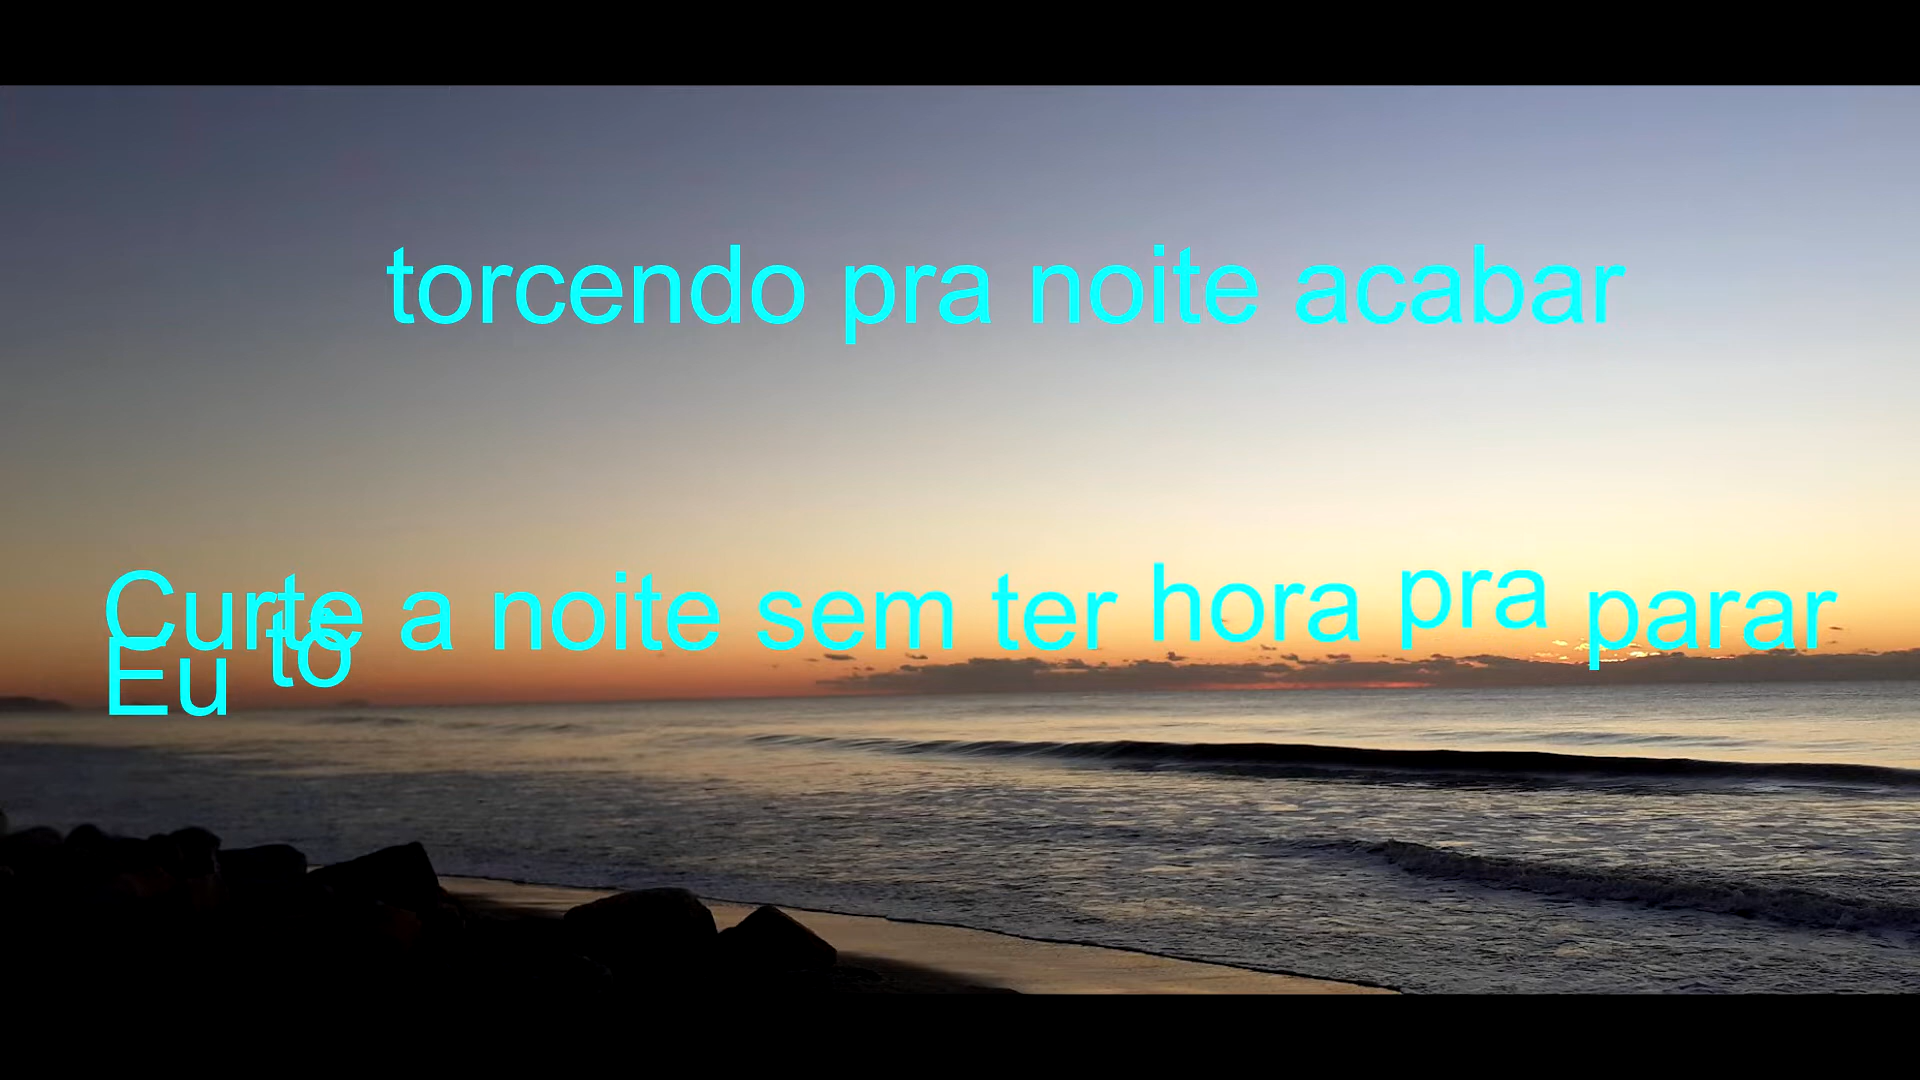 torcendo pra noite acabar
Curte a noite sem ter hora pra parar
Eu to